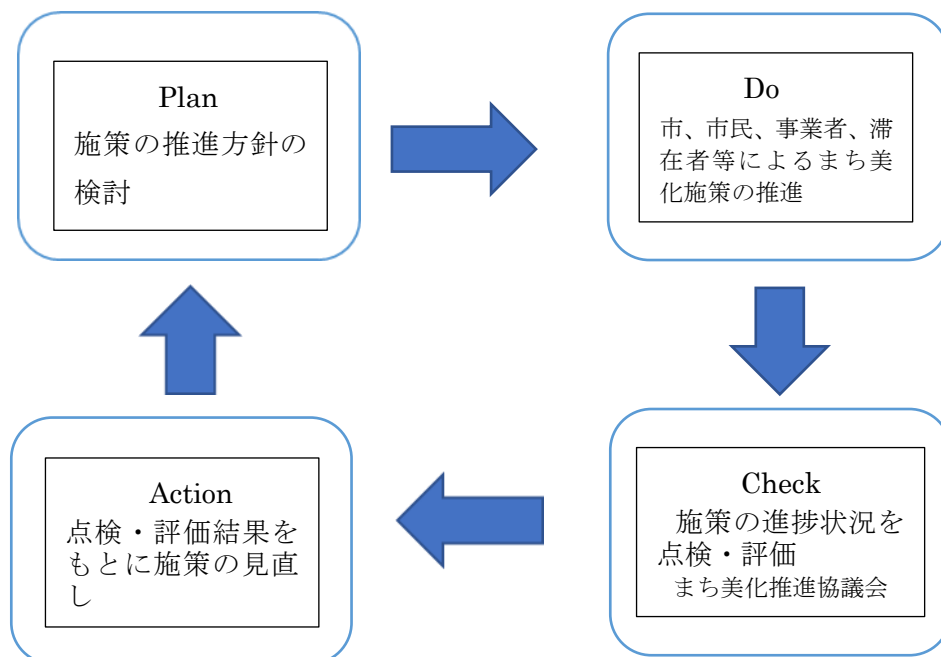 Plan
施策の推進方針の
検討
Do
市、市民、事業者、滞
在者等によるまち美
化施策の推進
Check
施策の進捗状況を
点検・評価
まち美化推進協議会
Action
点検・評価結果を
もとに施策の見直
し